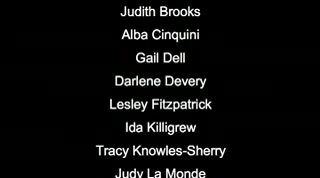 Judith Brooks
Alba Cinquini
Gail Dell
Darlene Devery
Lesley Fitzpatrick
Ida Killigrew
Tracy Knowles-Sherry
Judy La Monde